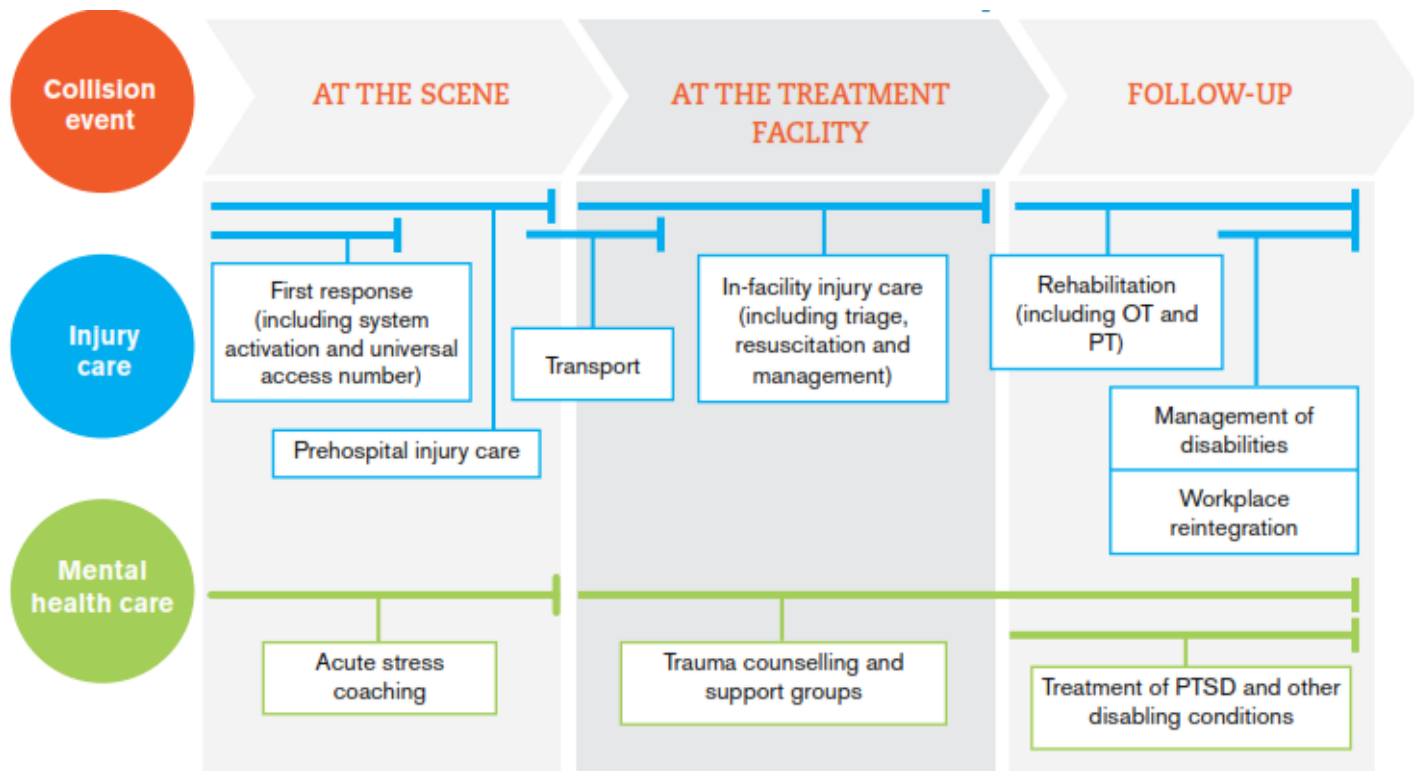 Collision
event
AT THE SCENE
AT THE TREATMENT
FACLITY
FOLLOW-UP
Injury
care
First response
(including system
activation and universal
access number)
Prehospital injury care
Transport
In-facility injury care
(including triage,
resuscitation and
management)
Rehabilitation
(including OT and
PT)
Management of
disabilities
Workplace
reintegration
Mental
health care
Acute stress
coaching
Trauma counselling and
support groups
Treatment of PTSD and other
disabling conditions